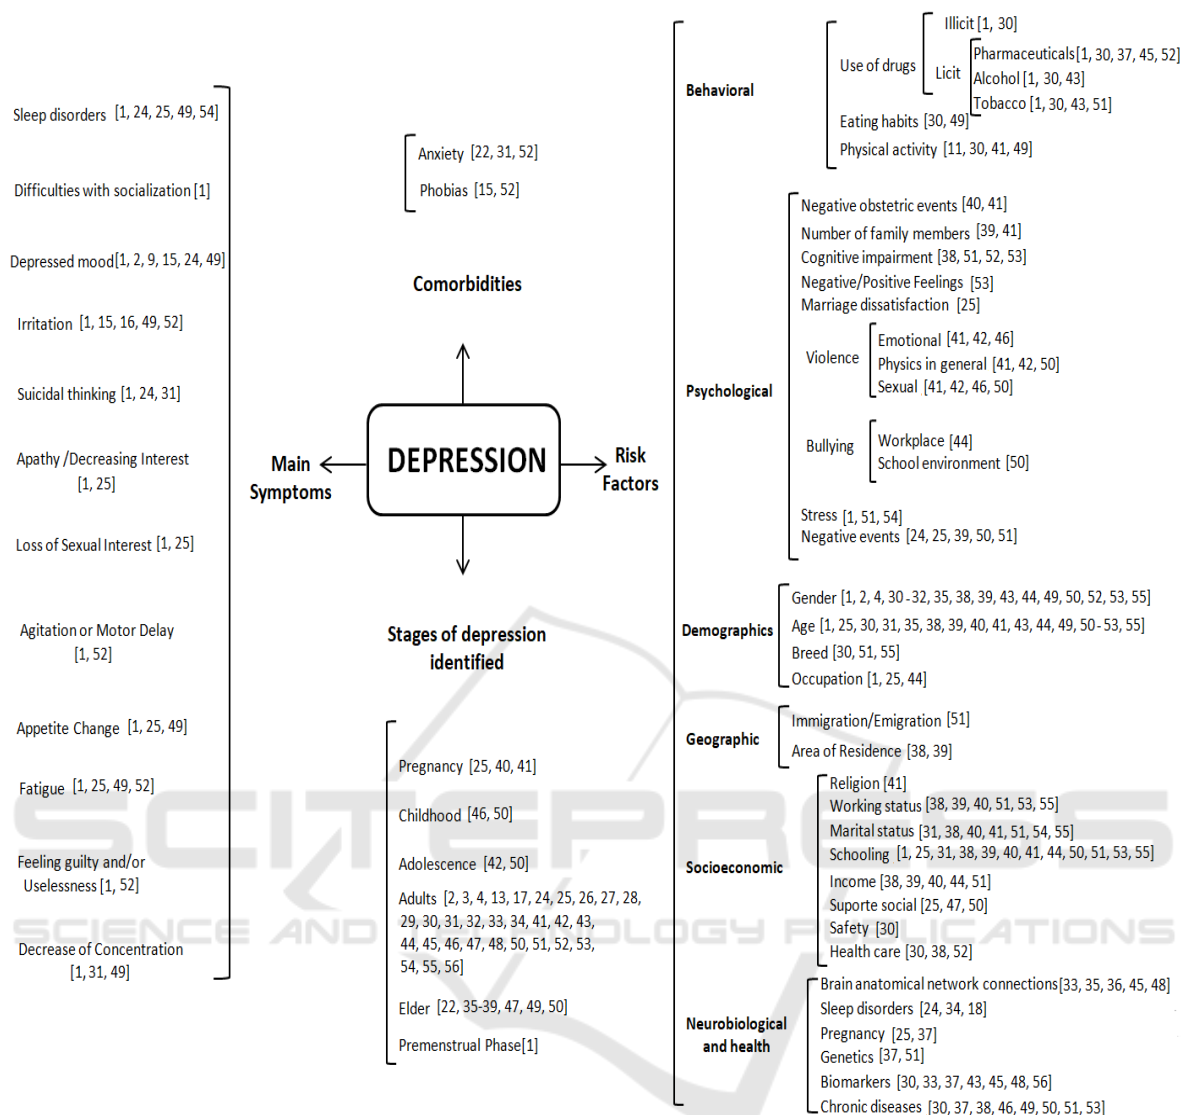 Sleep disorders [1, 24, 25, 49, 54]
Difficulties with socialization [1]
Depressed mood[1, 2, 9, 15, 24, 49]
Irritation [1, 15, 16, 49, 52]
Suicidal thinking [1, 24, 31]
Apathy /Decreasing Interest
[1, 25]
Loss of Sexual Interest [1, 25]
Agitation or Motor Delay
[1, 52]
Appetite Change [1, 25, 49]
Fatigue [1, 25, 49, 52]
Feeling guilty and/or
Uselessness [1, 52]
Decrease of Concentration
[1, 31, 49]
Main
Symptoms
Anxiety [22, 31, 52]
Phobias [15, 52]
Comorbidities
DEPRESSION
Risk
Factors
Stages of depression
identified
Pregnancy [25, 40, 41]
Childhood [46, 50]
Adolescence [42, 50]
Adults [2, 3, 4, 13, 17, 24, 25, 26, 27, 28,
29, 30, 31, 32, 33, 34, 41, 42, 43,
44, 45, 46, 47, 48, 50, 51, 52, 53,
54, 55, 56]
Elder [22, 35-39, 47, 49, 50]
Premenstrual Phase[1]
Behavioral
Use of drugs
Illicit [1, 30]
Licit
Pharmaceuticals[1, 30, 37, 45, 52]
Alcohol [1, 30, 43]
Tobacco [1, 30, 43, 51]
Eating habits [30, 49]
Physical activity [11, 30, 41, 49]
Psychological
Negative obstetric events [40, 41]
Number of family members [39, 41]
Cognitive impairment [38, 51, 52, 53]
Negative/Positive Feelings [53]
Marriage dissatisfaction [25]
Violence
Emotional [41, 42, 46]
Physics in general [41, 42, 50]
Sexual [41, 42, 46, 50]
Bullying
Workplace [44]
School environment [50]
Stress [1, 51, 54]
Negative events [24, 25, 39, 50, 51]
Demographics
Gender [1, 2, 4, 30-32, 35, 38, 39, 43, 44, 49, 50, 52, 53, 55]
Age [1, 25, 30, 31, 35, 38, 39, 40, 41, 43, 44, 49, 50-53, 55]
Breed [30, 51, 55]
Occupation [1, 25, 44]
Geographic
Immigration/Emigration [51]
Area of Residence [38, 39]
Socioeconomic
Religion [41]
Working status [38, 39, 40, 51, 53, 55]
Marital status [31, 38, 40, 41, 51, 54, 55]
Schooling [1, 25, 31, 38, 39, 40, 41, 44, 50, 51, 53, 55]
Income [38, 39, 40, 44, 51]
Suporte social [25, 47, 50]
Safety [30]
Health care [30, 38, 52]
Neurobiological
and health
Brain anatomical network connections[33, 35, 36, 45, 48]
Sleep disorders [24, 34, 18]
Pregnancy [25, 37]
Genetics [37, 51]
Biomarkers [30, 33, 37, 43, 45, 48, 56]
Chronic diseases [30, 37, 38, 46, 49, 50, 51, 53]
SCITEPRESS
SCIENCE AND TECHNOLOGY PUBLICATIONS